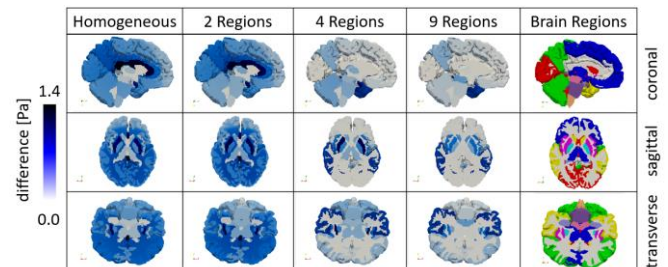 Homogeneous 2 Regions 4 Regions 9 Regions Brain Regions
difference [Pa]
1.4
0.0
coronal
sagittal
transverse